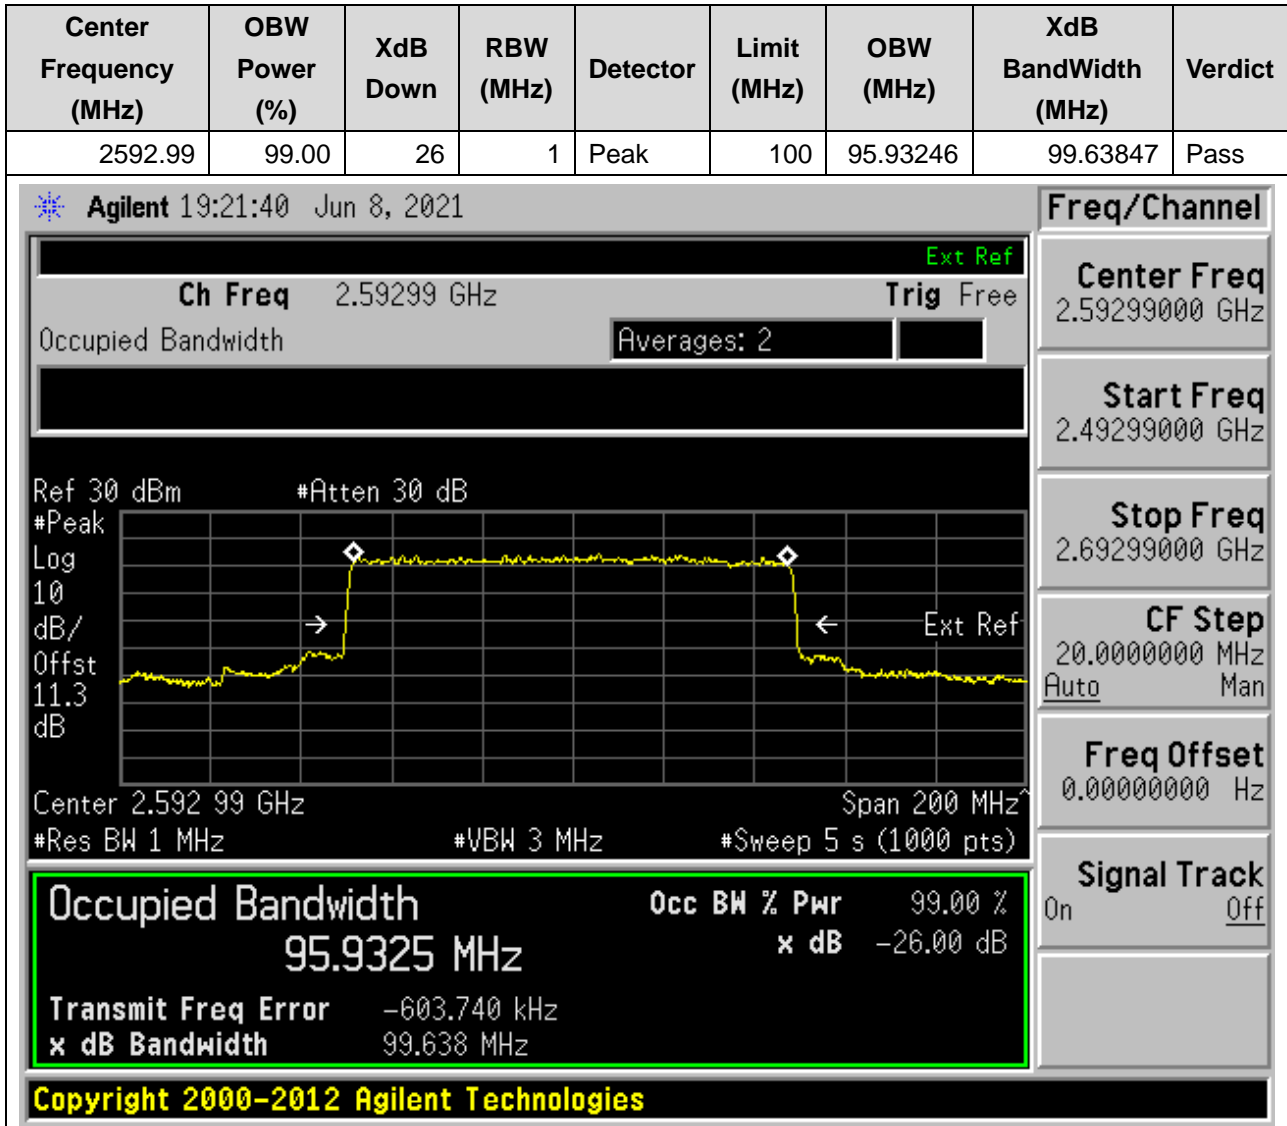 Center Frequency (MHz) OBW Power (%) XdB Down RBW (MHz) Detector Limit (MHz) OBW (MHz) XdB BandWidth (MHz) Verdict
2592.99 99.00 26 1 Peak 100 95.93246 99.63847 Pass
Agilent 19:21:40 Jun 8, 2021
Freq/Channel
Ext Ref
Ch Freq 2.59299 GHz Trig Free
Occupied Bandwidth Averages: 2
Center Freq
2.59299000 GHz
Start Freq
2.49299000 GHz
Stop Freq
2.69299000 GHz
CF Step
20.0000000 MHz
Auto Man
Freq Offset
0.00000000 Hz
Signal Track
On Off
Ref 30 dBm #Atten 30 dB
#Peak
Log
10
dB/
Offst
11.3
dB
Ext Ref
Center 2.592 99 GHz Span 200 MHz^
#Res BW 1 MHz #VBW 3 MHz #Sweep 5 s (1000 pts)
Occupied Bandwidth Occ BW % Pwr 99.00 %
95.9325 MHz x dB -26.00 dB
Transmit Freq Error -603.740 kHz
x dB Bandwidth 99.638 MHz
Copyright 2000-2012 Agilent Technologies